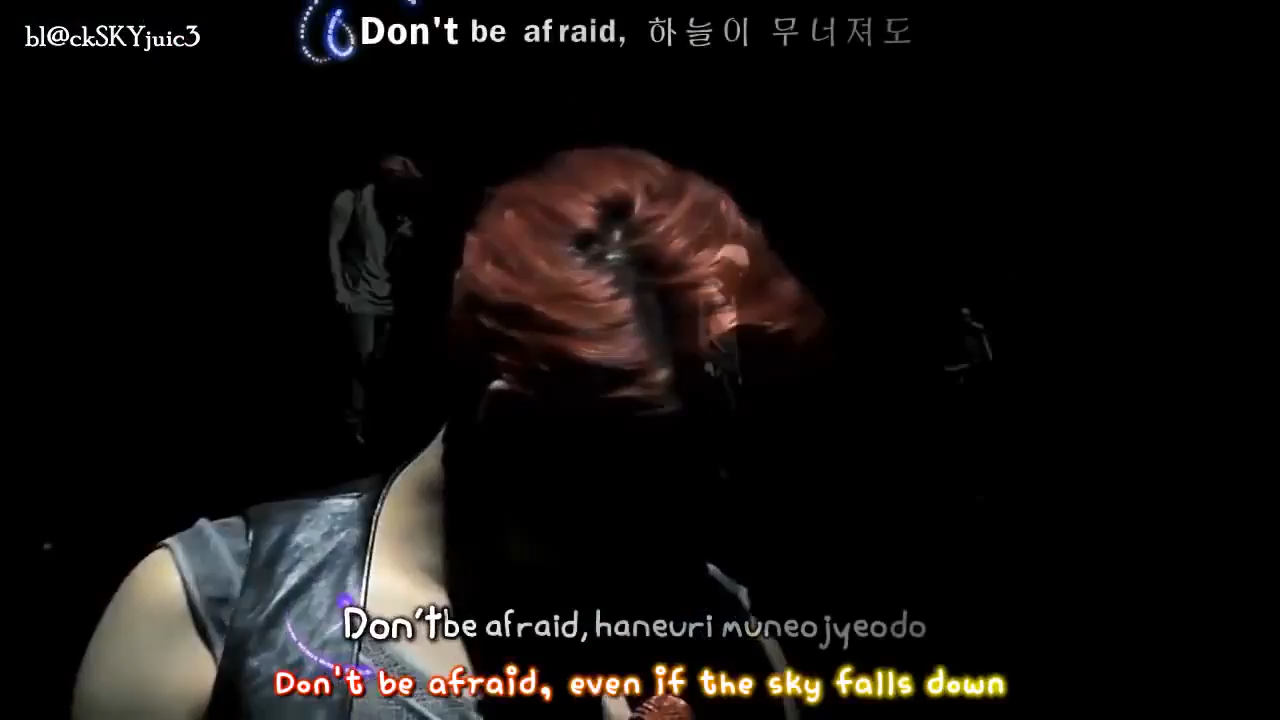 bl@ckSKYjuic3
Don't be afraid, 하늘이 무너져도
Don't be afraid, haneuri muneojyeodo
Don't be afraid, even if the sky falls down